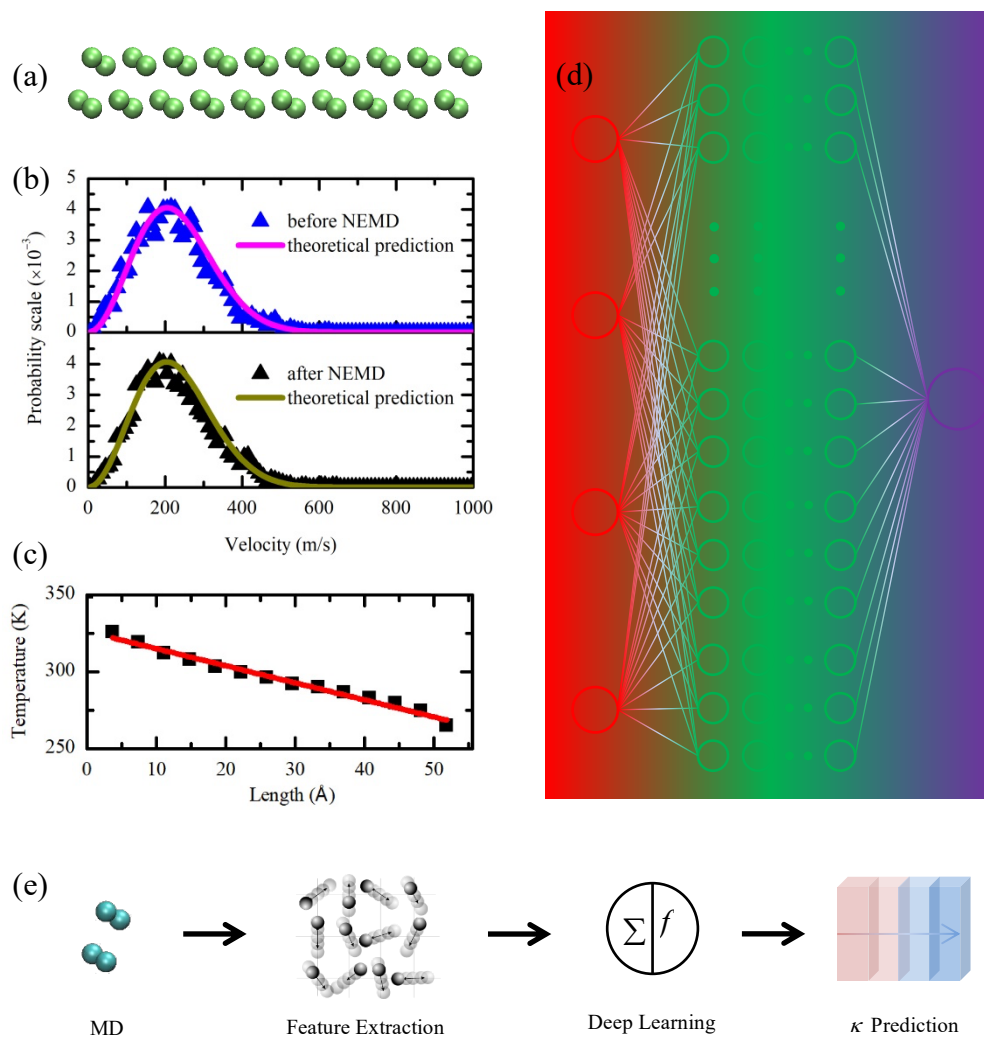 (a)
(b)
Probability scale (×10⁻³)
5
4
3
2
1
0
before NEMD
theoretical prediction
4
3
2
1
0
after NEMD
theoretical prediction
0 200 400 600 800 1000
Velocity (m/s)
(c)
Temperature (K)
350
300
250
0 10 20 30 40 50
Length (Å)
(d)
(e)
Σ f
MD
Feature Extraction
Deep Learning
κ Prediction